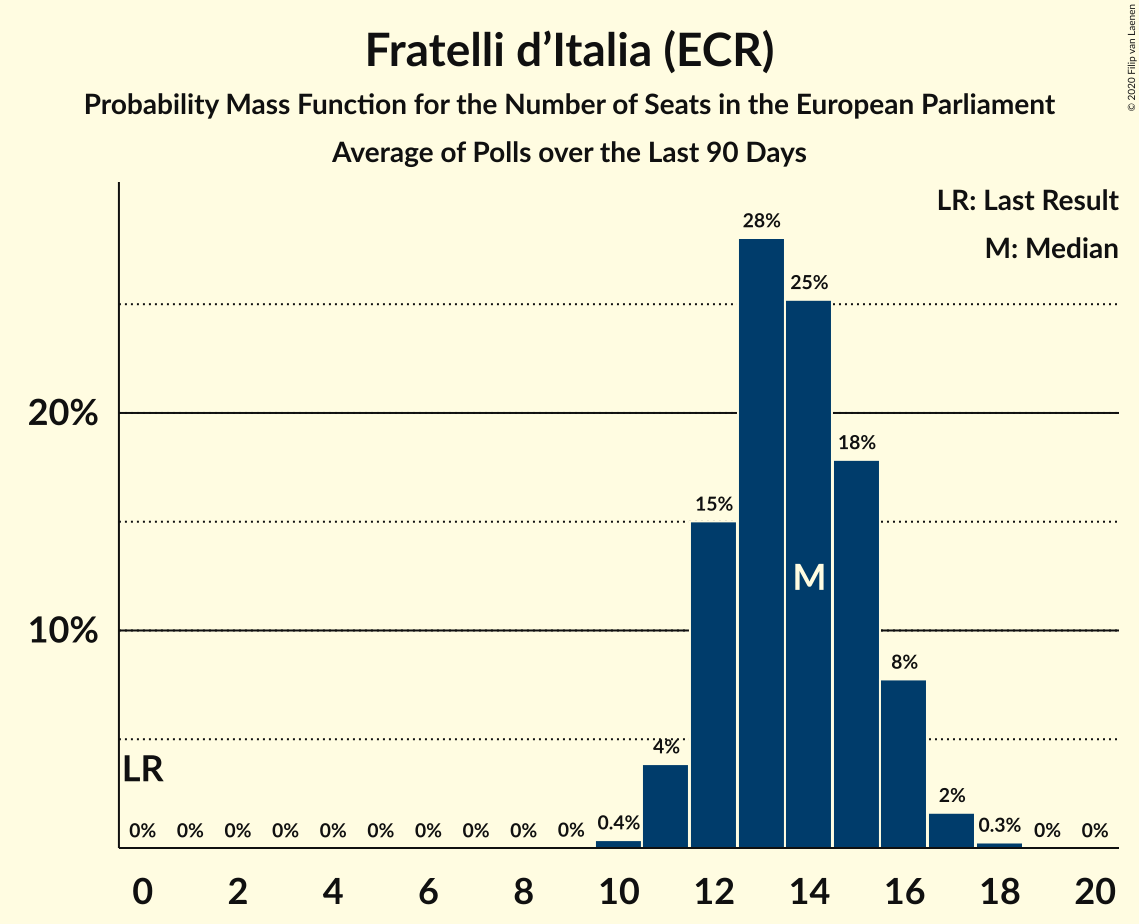 Fratelli d’Italia (ECR)
Probability Mass Function for the Number of Seats in the European Parliament
Average of Polls over the Last 90 Days
© 2020 Filip van Laenen
LR: Last Result
M: Median
20%
10%
LR
M
0% 0% 0% 0% 0% 0% 0% 0% 0% 0% 0.4% 4% 15% 28% 25% 18% 8% 2% 0.3% 0% 0%
0 2 4 6 8 10 12 14 16 18 20